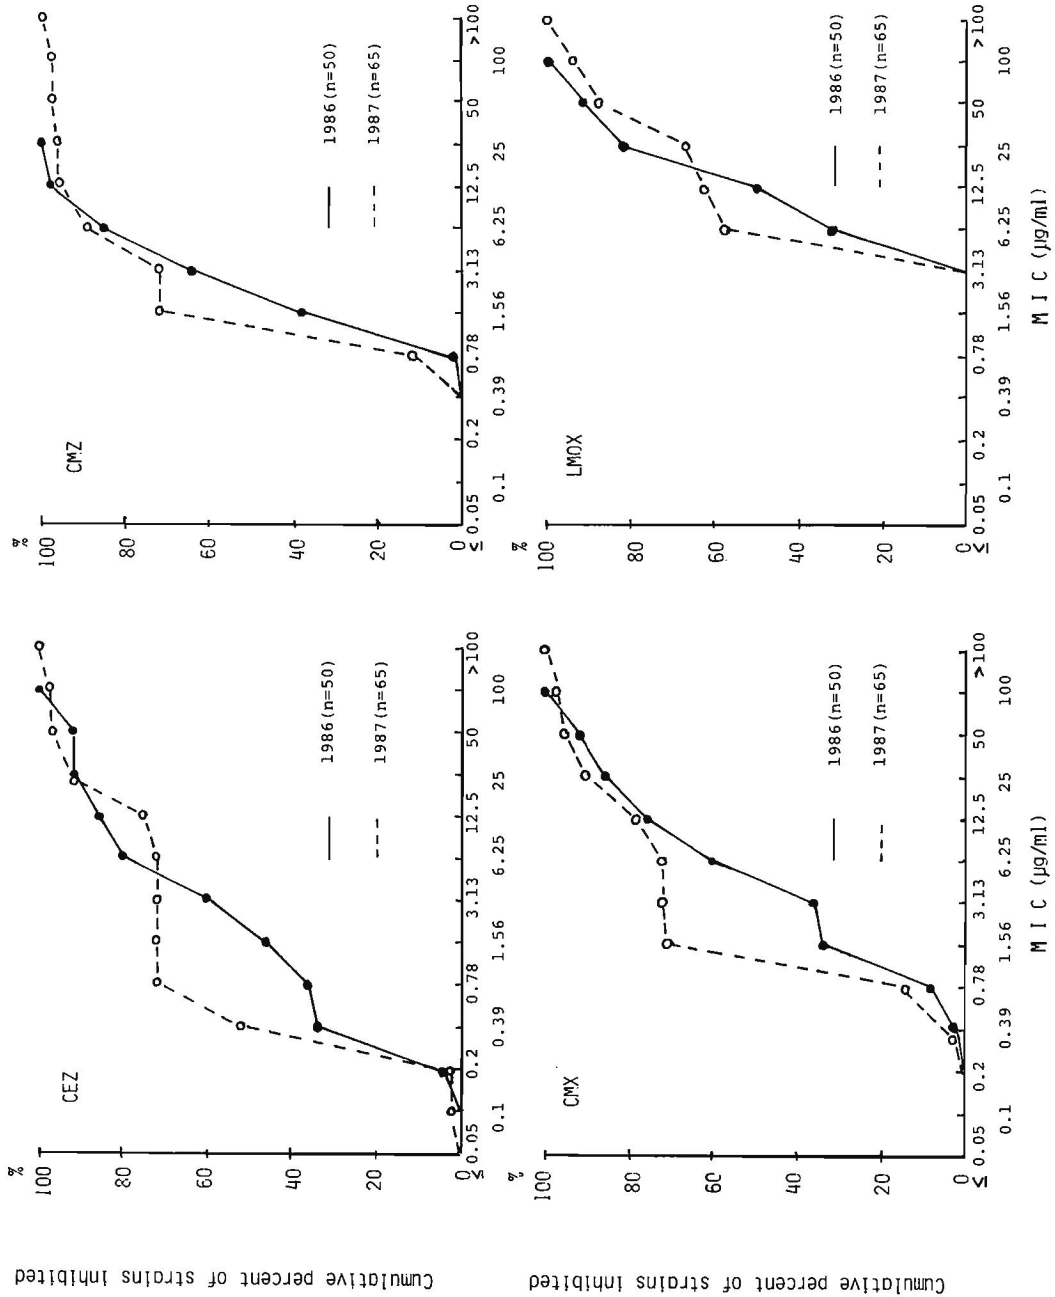 Cumulative percent of strains inhibited
%
100
80
60
40
20
0
CEZ
1986(n=50)
1987(n=65)
≤0.05 0.1 0.2 0.39 0.78 1.56 3.13 6.25 12.5 25 50 100 >100
%
100
80
60
40
20
0
CMZ
1986(n=50)
1987(n=65)
≤0.05 0.1 0.2 0.39 0.78 1.56 3.13 6.25 12.5 25 50 100 >100
Cumulative percent of strains inhibited
%
100
80
60
40
20
0
CMX
1986(n=50)
1987(n=65)
≤0.05 0.1 0.2 0.39 0.78 1.56 3.13 6.25 12.5 25 50 100 >100
MIC (µg/ml)
%
100
80
60
40
20
0
LMOX
1986(n=50)
1987(n=65)
≤0.05 0.1 0.2 0.39 0.78 1.56 3.13 6.25 12.5 25 50 100 >100
MIC (µg/ml)